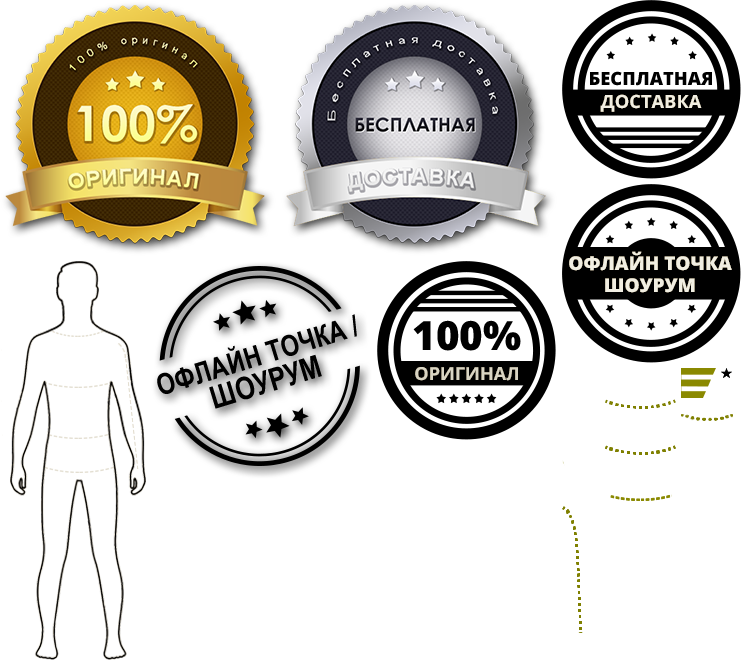 100% оригинал
100%
ОРИГИНАЛ
Бесплатная доставка
БЕСПЛАТНАЯ
ДОСТАВКА
БЕСПЛАТНАЯ
ДОСТАВКА
ОФЛАЙН ТОЧКА
ШОУРУМ
ОФЛАЙН ТОЧКА /
ШОУРУМ
100%
ОРИГИНАЛ